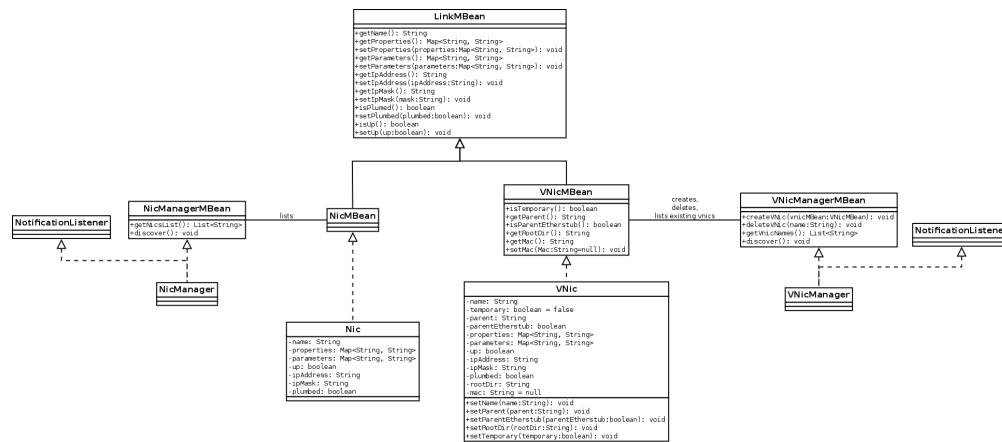 LinkMBean
+getName(): String
+getProperties(): Map<String, String>
+setProperties(properties:Map<String, String>): void
+getParameters(): Map<String, String>
+setParameters(parameters:Map<String, String>): void
+getIpAddress(): String
+setIpAddress(ipAddress:String): void
+getIpMask(): String
+setIpMask(mask:String): void
+isPlumed(): boolean
+setPlumbed(plumbed:boolean): void
+isUp(): boolean
+setUp(up:boolean): void
NotificationListener
NicManagerMBean
+getNicsList(): List<String>
+discover(): void
lists
NicMBean
VNicMBean
+isTemporary(): boolean
+getParent(): String
+isParentEtherstub(): boolean
+getRootDir(): String
+getMac(): String
+setMac(Mac:String=null): void
creates,
deletes,
lists existing vnics
VNicManagerMBean
+createVNic(vnicMBean:VNicMBean): void
+deleteVNic(name:String): void
+getVnicNames(): List<String>
+discover(): void
NotificationListener
NicManager
Nic
-name: String
-properties: Map<String, String>
-parameters: Map<String, String>
-up: boolean
-ipAddress: String
-ipMask: String
-plumbed: boolean
VNic
-name: String
-temporary: boolean = false
-parent: String
-parentEtherstub: boolean
-properties: Map<String, String>
-parameters: Map<String, String>
-up: boolean
-ipAddress: String
-ipMask: String
-plumbed: boolean
-rootDir: String
-mac: String = null
+setName(name:String): void
+setParent(parent:String): void
+setParentEtherstub(parentEtherstub:boolean): void
+setRootDir(rootDir:String): void
+setTemporary(temporary:boolean): void
VNicManager